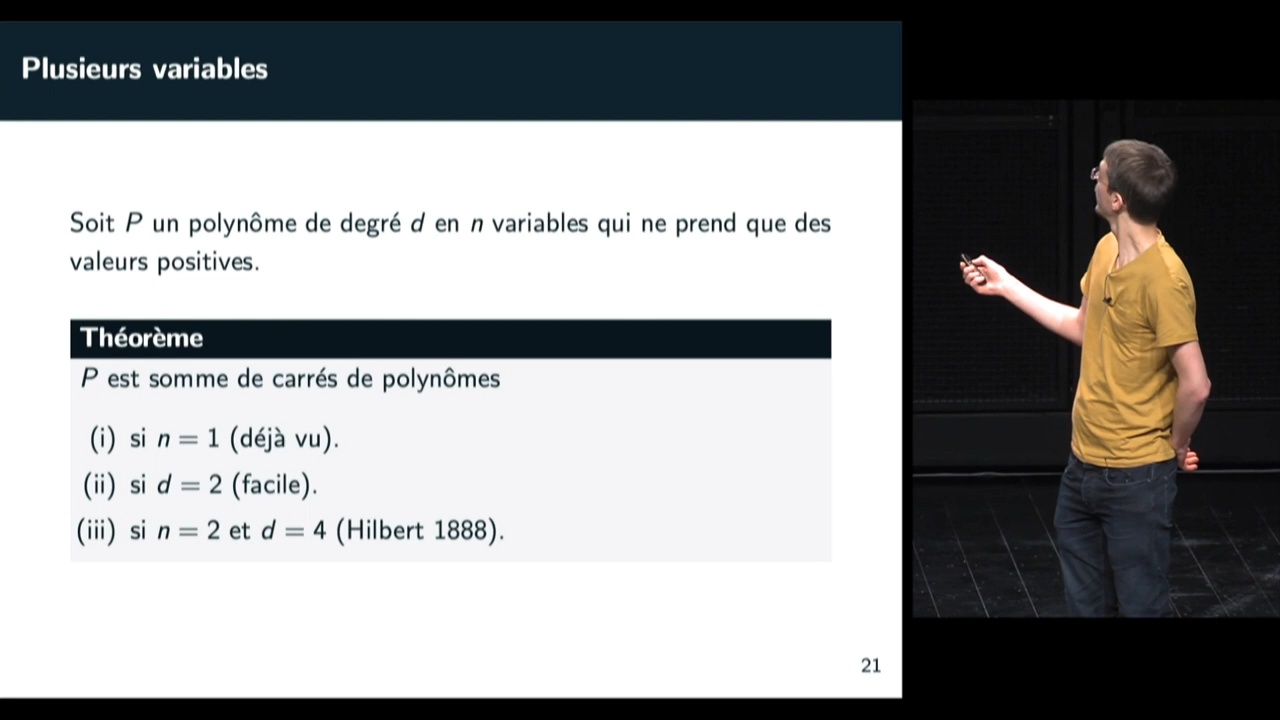 Plusieurs variables
Soit P un polynôme de degré d en n variables qui ne prend que des
valeurs positives.
Théorème
P est somme de carrés de polynômes
(i) si n = 1 (déjà vu).
(ii) si d = 2 (facile).
(iii) si n = 2 et d = 4 (Hilbert 1888).
21